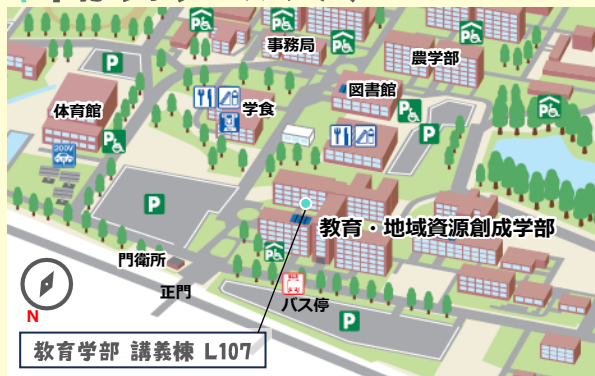 事務局
農学部
P
図書館
体育館
学食
P
P
200V
P
教育・地域資源創成学部
門衛所
正門
バス停
P
N
教育学部 講義棟 L107